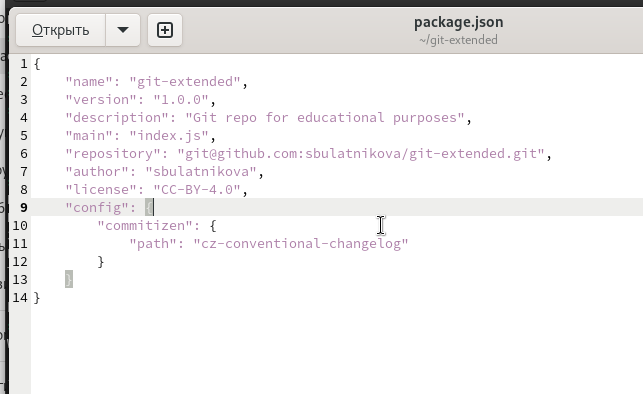 Открыть
package.json
~/git-extended
1 {
2     "name": "git-extended",
3     "version": "1.0.0",
4     "description": "Git repo for educational purposes",
5     "main": "index.js",
6     "repository": "git@github.com:sbulatnikova/git-extended.git",
7     "author": "sbulatnikova",
8     "license": "CC-BY-4.0",
9     "config": {
10         "commitizen": {
11             "path": "cz-conventional-changelog"
12         }
13     }
14 }